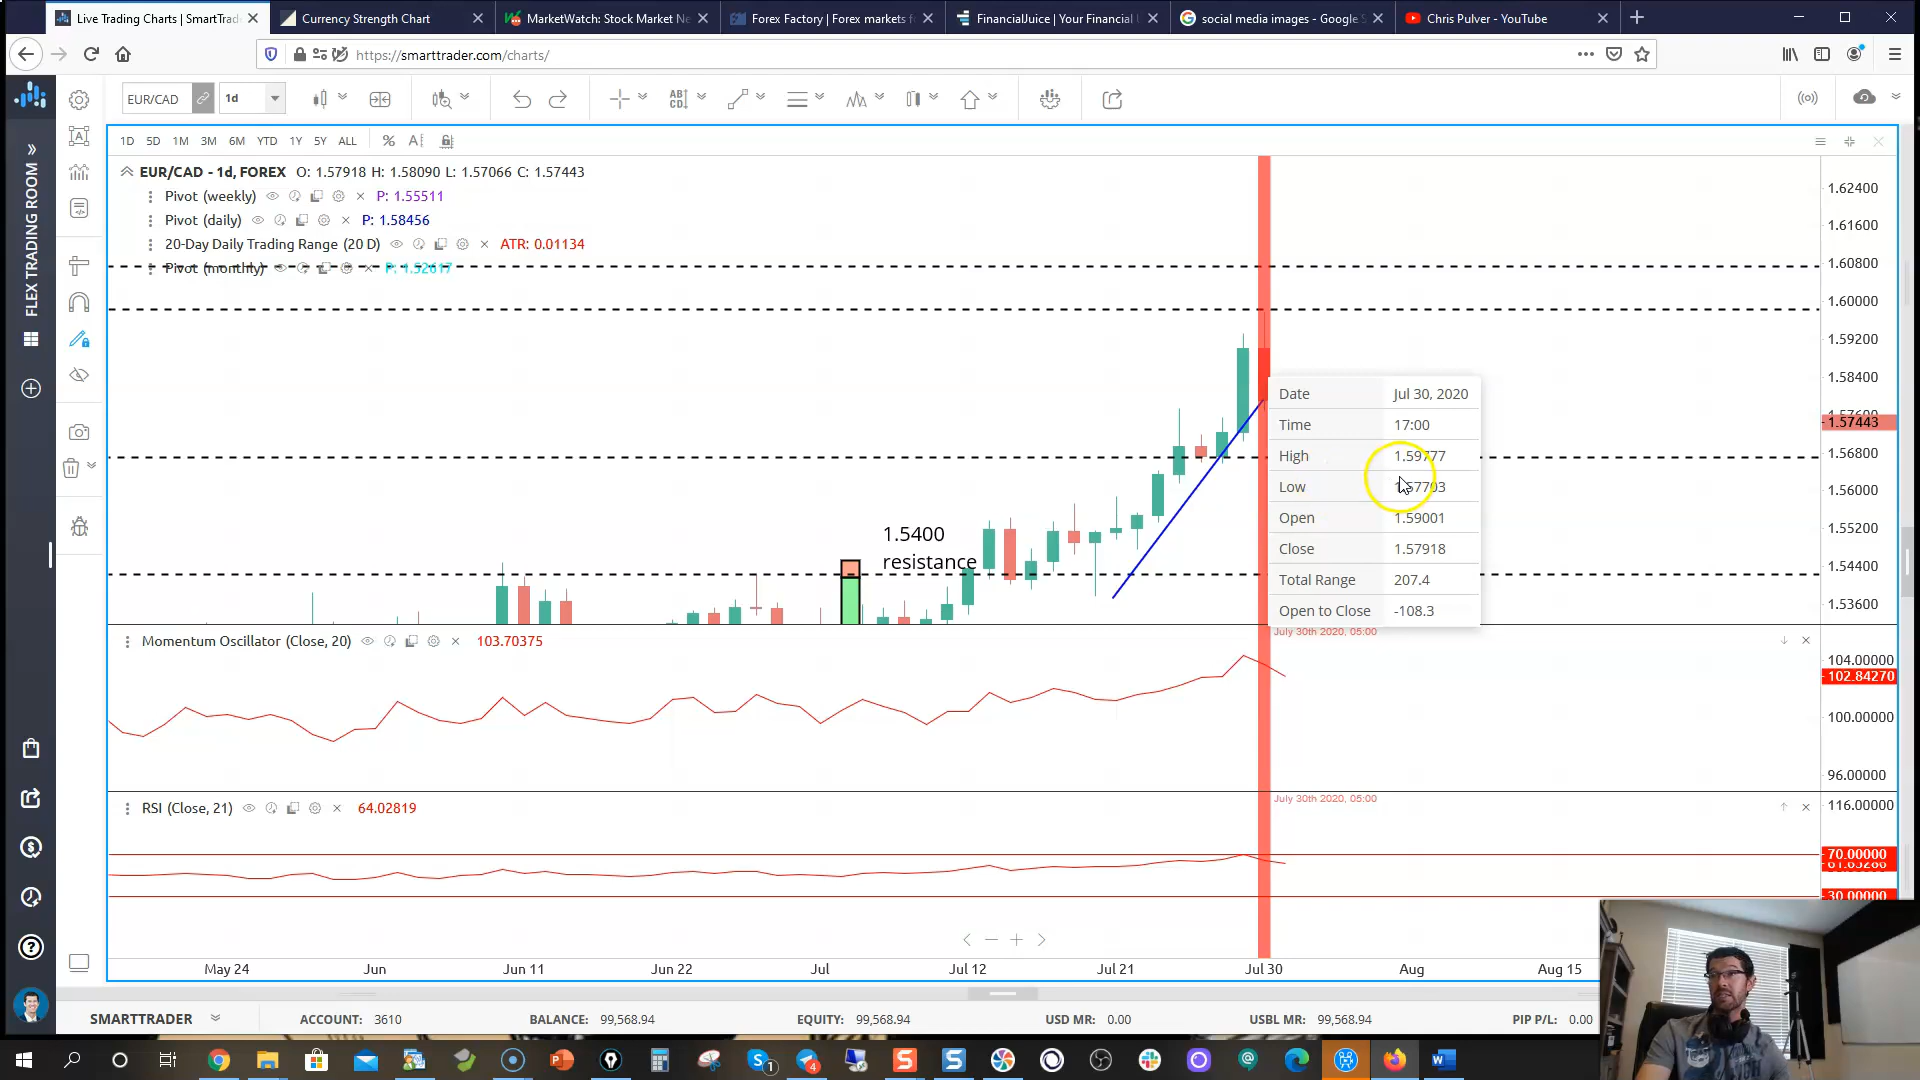 Live Trading Charts | SmartTrad
Currency Strength Chart
MarketWatch: Stock Market Ne
Forex Factory | Forex markets f
FinancialJuice | Your Financial
social media images - Google S
Chris Pulver - YouTube
https://smarttrader.com/charts/
EUR/CAD
1d
AB
CD
1D 5D 1M 3M 6M YTD 1Y 5Y ALL %
FLEX TRADING ROOM
EUR/CAD - 1d, FOREX O: 1.57918 H: 1.58090 L: 1.57066 C: 1.57443
Pivot (weekly) P: 1.55511
Pivot (daily) P: 1.58456
20-Day Daily Trading Range (20 D) ATR: 0.01134
Pivot (monthly) P: 1.52617
1.62400
1.61600
1.60800
1.60000
1.59200
1.58400
1.57600
1.57443
1.56800
1.56000
1.55200
1.54400
1.53600
1.5400
resistance
Date Jul 30, 2020
Time 17:00
High 1.59777
Low 1.57703
Open 1.59001
Close 1.57918
Total Range 207.4
Open to Close -108.3
July 30th 2020, 05:00
Momentum Oscillator (Close, 20) 103.70375
104.00000
102.84270
100.00000
96.00000
July 30th 2020, 05:00
RSI (Close, 21) 64.02819
116.00000
70.00000
30.00000
May 24 Jun Jun 11 Jun 22 Jul Jul 12 Jul 21 Jul 30 Aug Aug 15
SMARTTRADER ACCOUNT: 3610 BALANCE: 99,568.94 EQUITY: 99,568.94 USD MR: 0.00 USBL MR: 99,568.94 PIP P/L: 0.00